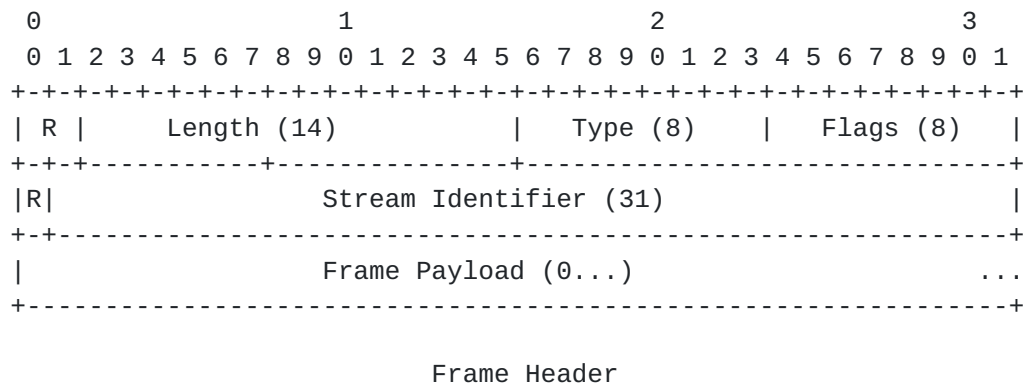 0                   1                   2                   3
0 1 2 3 4 5 6 7 8 9 0 1 2 3 4 5 6 7 8 9 0 1 2 3 4 5 6 7 8 9 0 1
+-+-+-+-+-+-+-+-+-+-+-+-+-+-+-+-+-+-+-+-+-+-+-+-+-+-+-+-+-+-+-+-+
| R |     Length (14)           |   Type (8)    |   Flags (8)   |
+-+-+-----------+---------------+-------------------------------+
|R|                 Stream Identifier (31)                      |
+-+-------------------------------------------------------------+
|                   Frame Payload (0...)                      ...
+---------------------------------------------------------------+
Frame Header